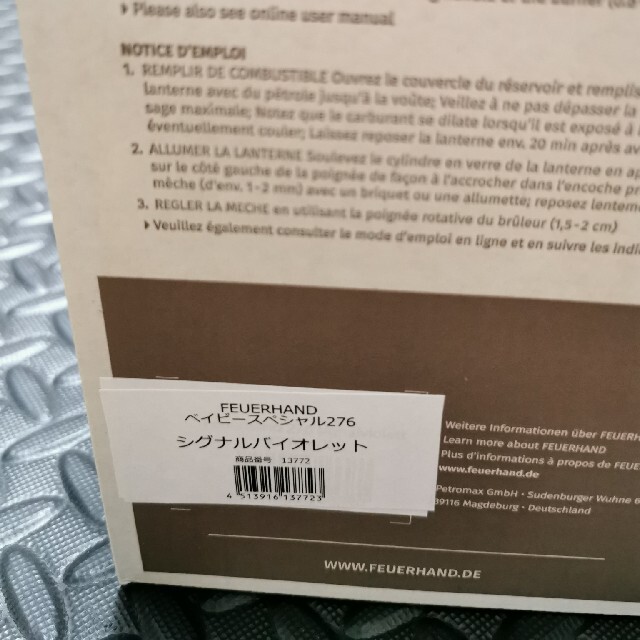 Please also see online user manual
NOTICE D'EMPLOI
1. REMPLIR DE COMBUSTIBLE Ouvrez le couvercle du réservoir et remplis
lanterne avec du pétrole jusqu'à la voûte; Veillez à ne pas dépasser la
sage maximale; Notez que le carburant se dilate lorsqu'il est exposé à
éventuellement couler; Laissez reposer la lanterne env. 20 min après av
2. ALLUMER LA LANTERNE Soulevez le cylindre en verre de la lanterne en ap
sur le côté gauche de la poignée de façon à l'accrocher dans l'encoche pr
mèche (d'env. 1-2 mm) avec un briquet ou une allumette; reposez lentem
3. REGLER LA MECHE en utilisant la poignée rotative du brûleur (1,5-2 cm)
Veuillez également consulter le mode d'emploi en ligne et en suivre les indi
FEUERHAND
ベイビースペシャル276
シグナルバイオレット
商品番号 13772
4 513916 137723
Weitere Informationen über FEUERH
Learn more about FEUERHAND
Plus d'informations à propos de FEUE
www.feuerhand.de
Petromax GmbH · Sudenburger Wuhne 6
39116 Magdeburg · Deutschland
WWW.FEUERHAND.DE